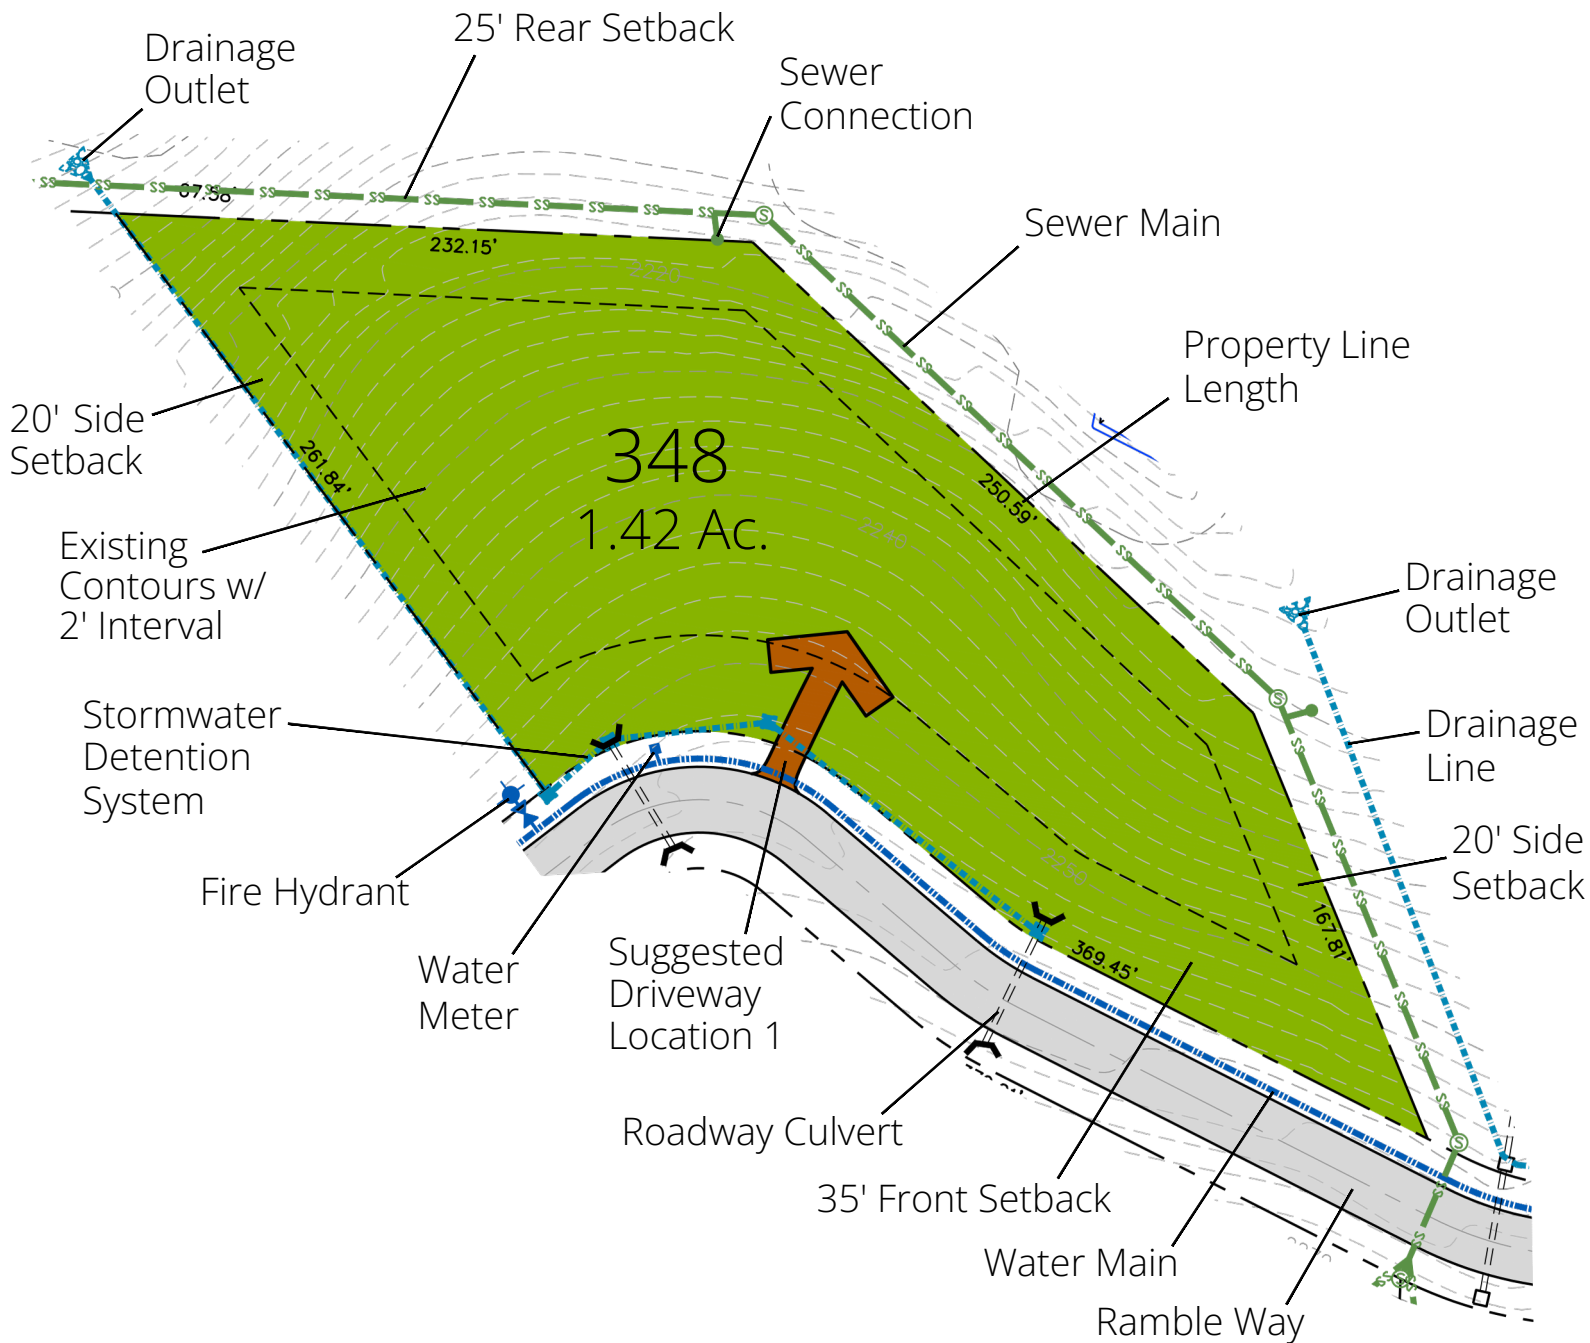 25' Rear Setback
Drainage
Outlet
Sewer
Connection
Sewer Main
232.15'
2220
Property Line
Length
20' Side
Setback
261.84'
348
1.42 Ac.
250.59'
2240
Existing
Contours w/
2' Interval
Drainage
Outlet
Stormwater
Detention
System
Drainage
Line
20' Side
Setback
2260
167.81'
369.45'
Fire Hydrant
Water
Meter
Suggested
Driveway
Location 1
Roadway Culvert
35' Front Setback
Water Main
Ramble Way